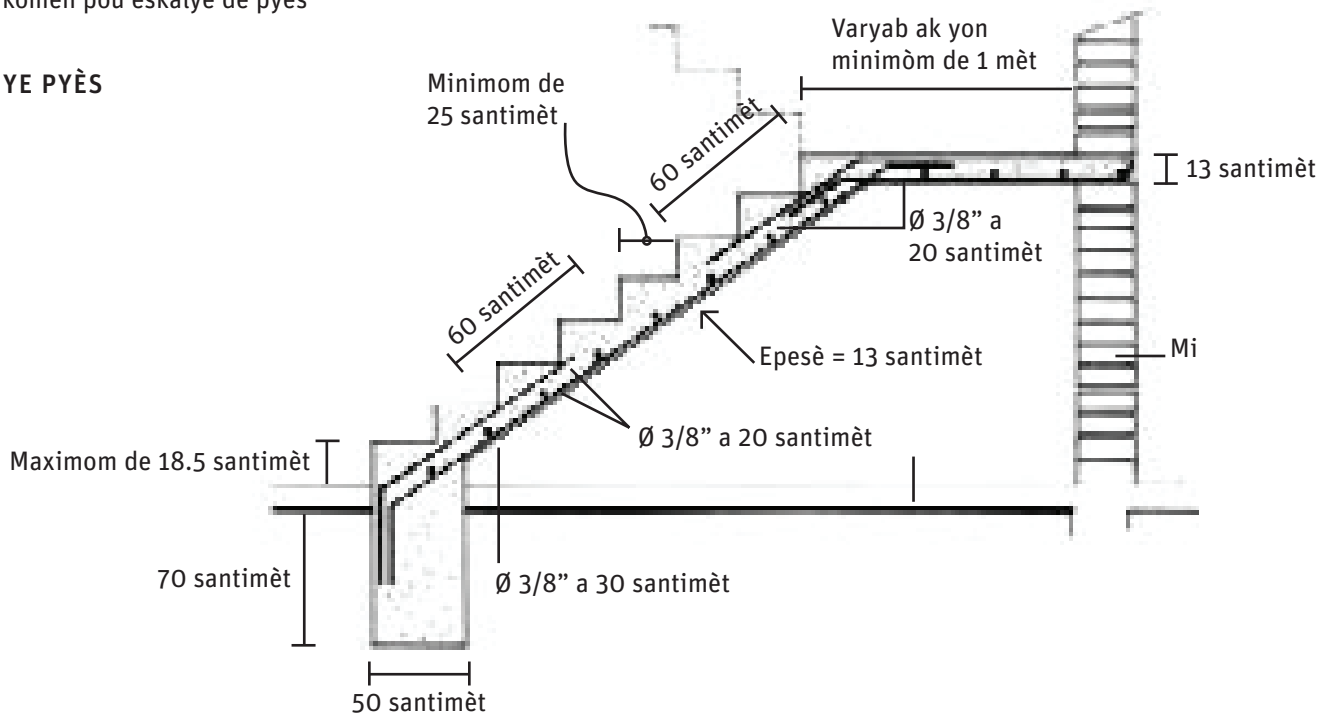 komen pou eskalye de pyès
YE PYÈS
Varyab ak yon
minimòm de 1 mèt
Minimom de
25 santimèt
60 santimèt
13 santimèt
Ø 3/8” a
20 santimèt
60 santimèt
Epesè = 13 santimèt
Mi
Ø 3/8” a 20 santimèt
Maximom de 18.5 santimèt
70 santimèt
Ø 3/8” a 30 santimèt
50 santimèt